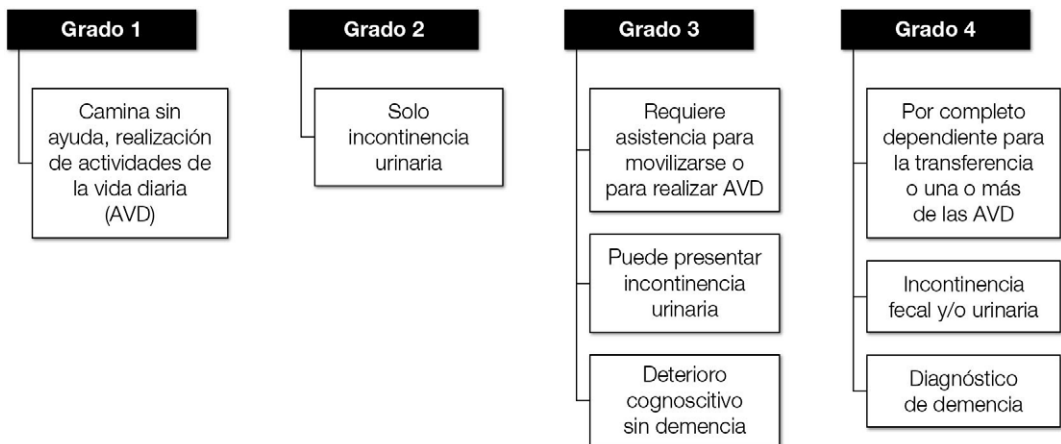 Grado 1
Camina sin
ayuda, realización
de actividades de
la vida diaria
(AVD)
Grado 2
Solo
incontinencia
urinaria
Grado 3
Requiere
asistencia para
movilizarse o
para realizar AVD
Puede presentar
incontinencia
urinaria
Deterioro
cognoscitivo
sin demencia
Grado 4
Por completo
dependiente para
la transferencia
o una o más
de las AVD
Incontinencia
fecal y/o urinaria
Diagnóstico
de demencia